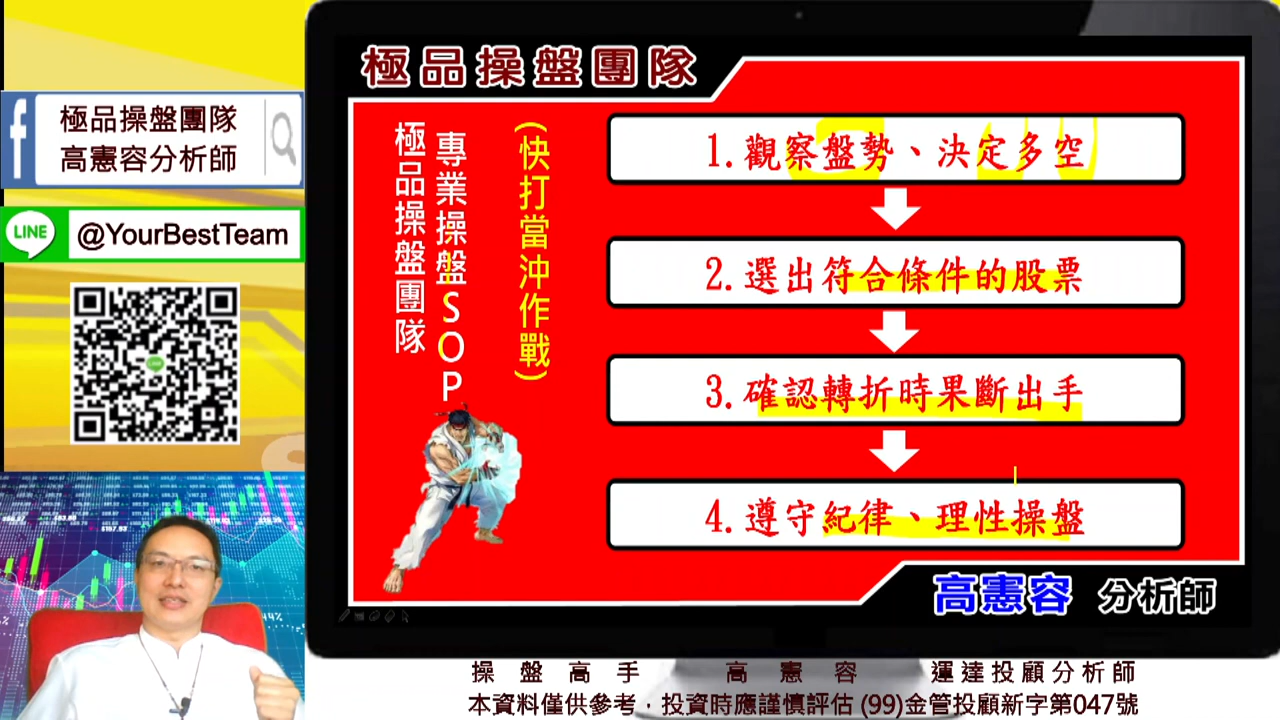 極品操盤團隊
高憲容分析師
LINE
@YourBestTeam
極品操盤團隊
(快打當沖作戰)
專業操盤SOP
極品操盤團隊
1.觀察盤勢、決定多空
2.選出符合條件的股票
3.確認轉折時果斷出手
4.遵守紀律、理性操盤
高憲容 分析師
操盤高手 高憲容 運達投顧分析師
本資料僅供參考，投資時應謹慎評估 (99)金管投顧新字第047號